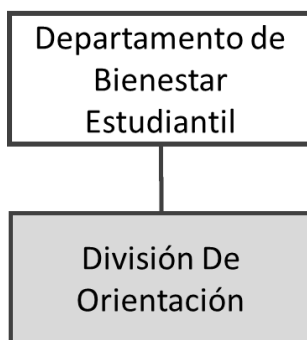 Departamento de
Bienestar
Estudiantil
División De
Orientación